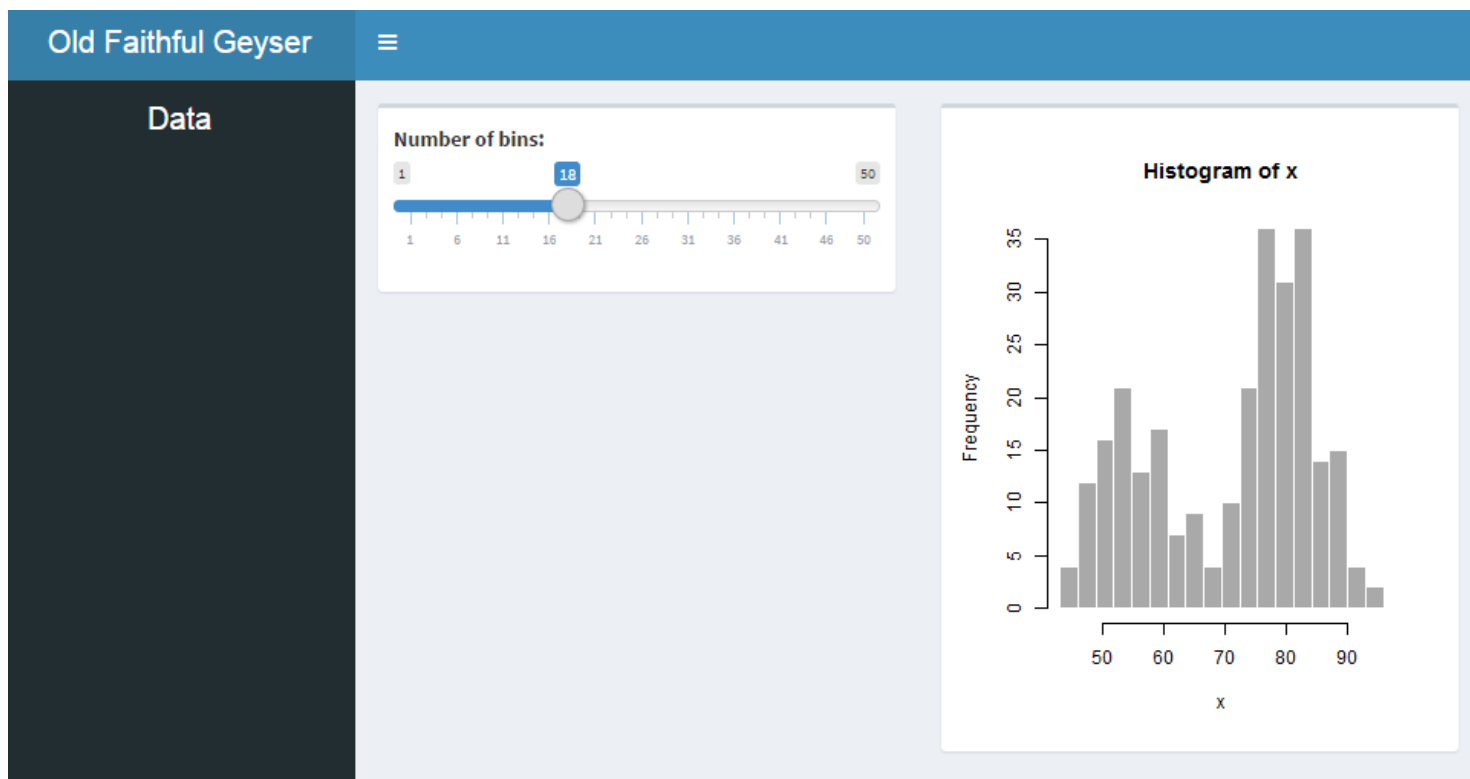 Old Faithful Geyser
Data
Number of bins:
1 18 50
1 6 11 16 21 26 31 36 41 46 50
Histogram of x
35
30
25
20
15
10
5
0
Frequency
50 60 70 80 90
x